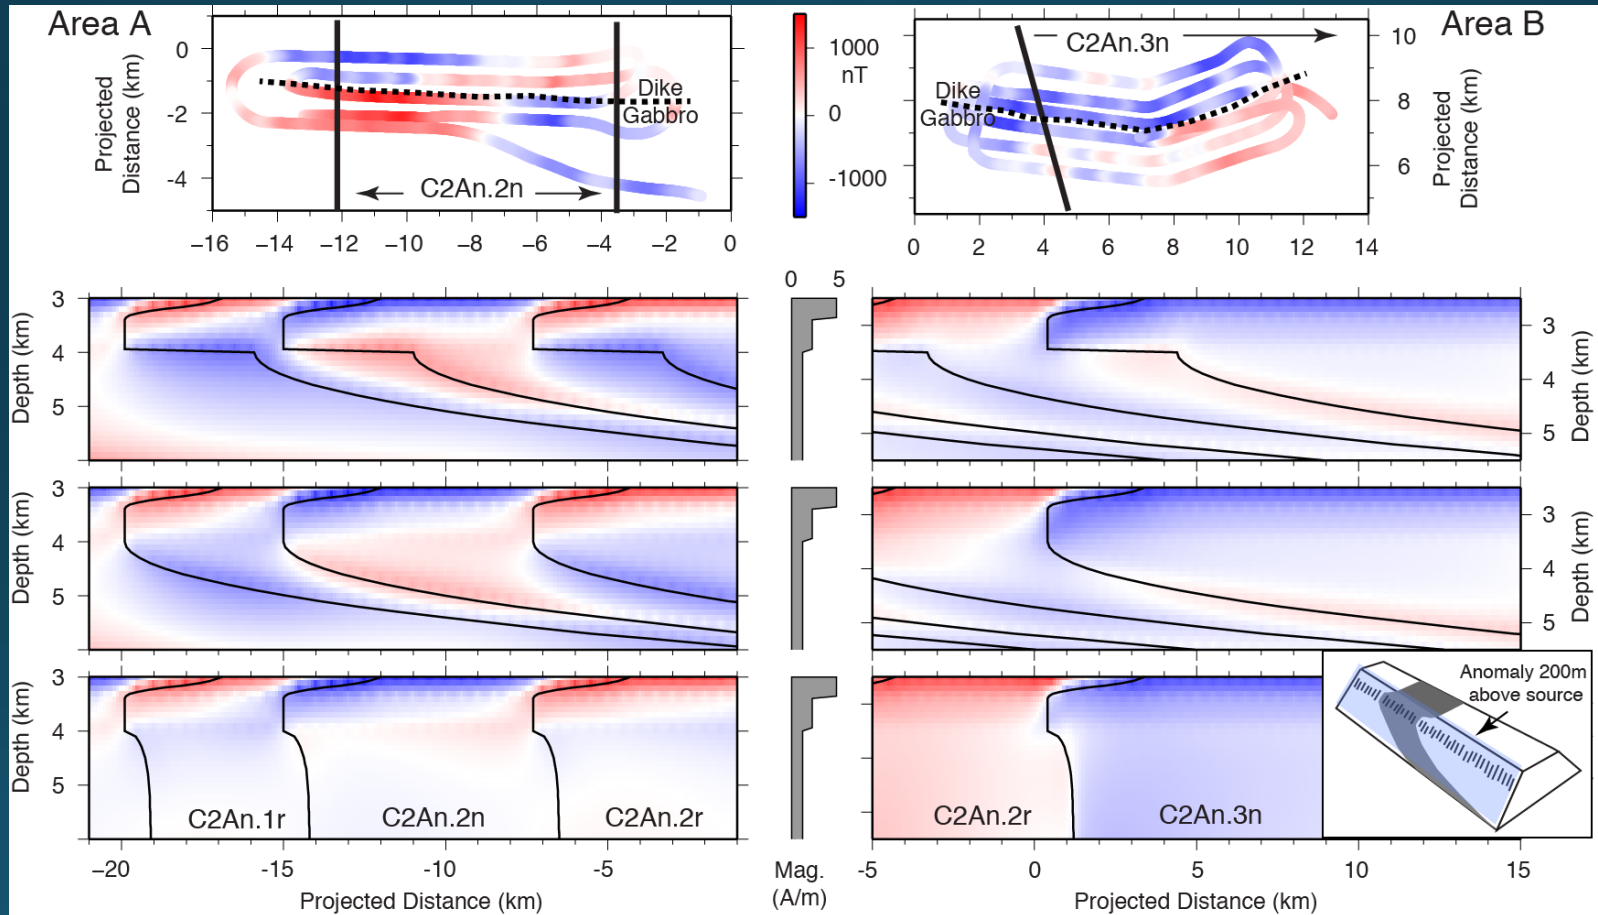 Area A
Projected
Distance (km)
0
−2
−4
Dike
Gabbro
C2An.2n
−16 −14 −12 −10 −8 −6 −4 −2 0
1000
nT
0
-1000
Area B
C2An.3n
Dike
Gabbro
10
8
6
Projected
Distance (km)
0 2 4 6 8 10 12 14
Depth (km)
3
4
5
0 5
3
4
5
Depth (km)
Depth (km)
3
4
5
3
4
5
Depth (km)
Depth (km)
3
4
5
C2An.1r C2An.2n C2An.2r
C2An.2r C2An.3n
Anomaly 200m
above source
−20 -15 -10 -5
Projected Distance (km)
Mag.
(A/m)
-5 0 5 10 15
Projected Distance (km)